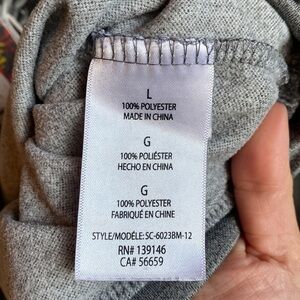 L
100% POLYESTER
MADE IN CHINA
G
100% POLIÉSTER
HECHO EN CHINA
G
100% POLYESTER
FABRIQUÉ EN CHINE
STYLE/MODÉLE: SC-6023BM-12
RN# 139146
CA# 56659